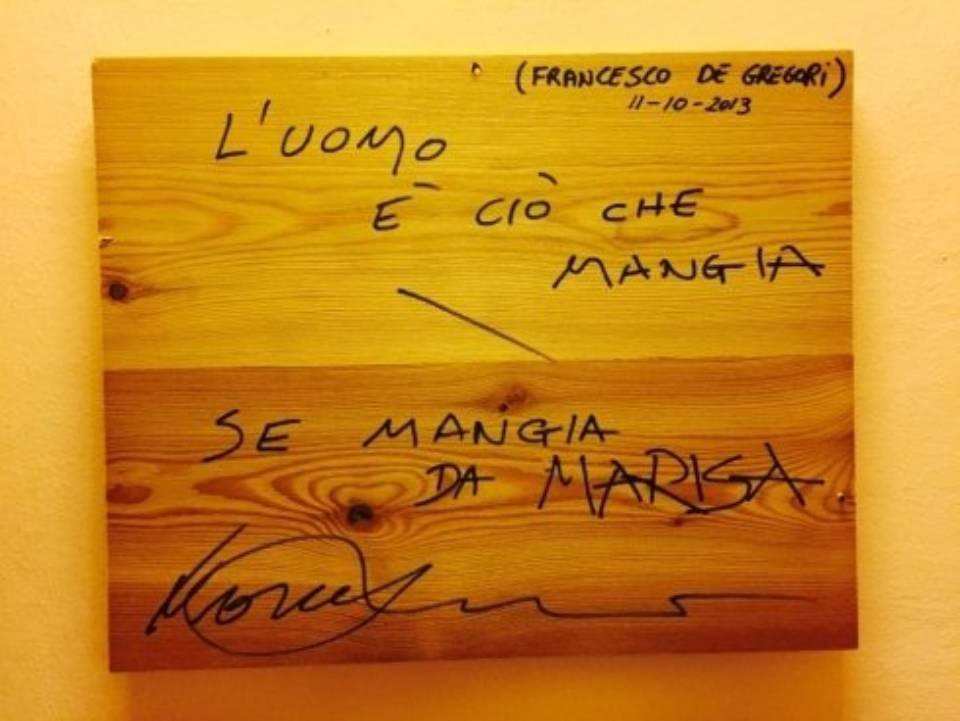 (FRANCESCO DE GREGORI)
11-10-2013
L'UOMO
È CIÒ CHE
MANGIA
SE MANGIA
DA MARISA